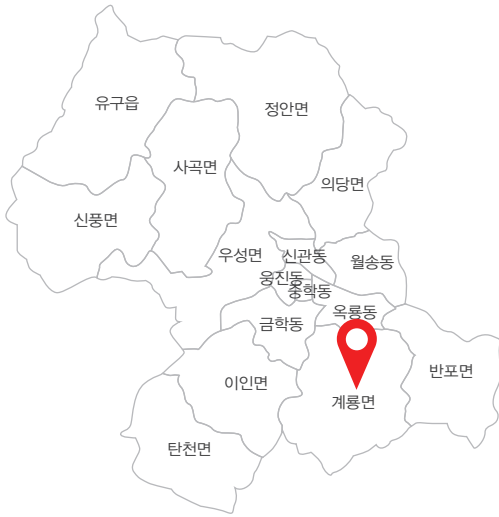 유구읍
정안면
사곡면
의당면
신풍면
우성면
신관동
월송동
웅진동
중학동
옥룡동
금학동
반포면
이인면
계룡면
탄천면